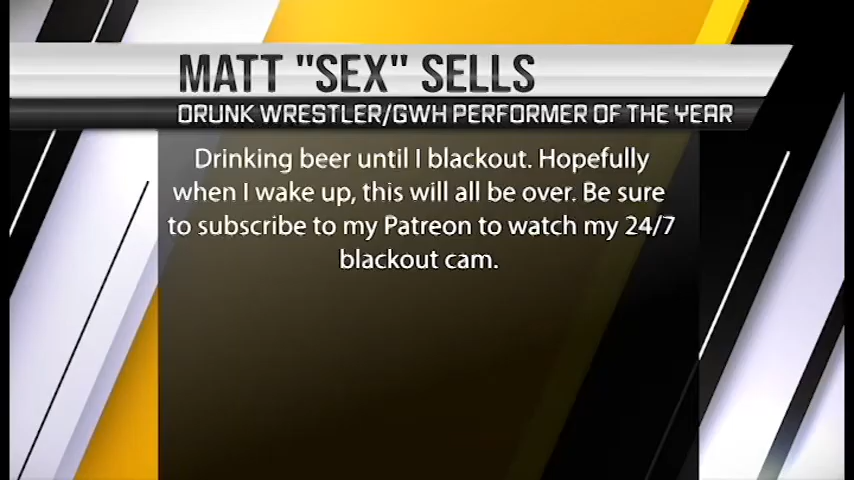 MATT "SEX" SELLS
DRUNK WRESTLER/GWH PERFORMER OF THE YEAR
Drinking beer until I blackout. Hopefully
when I wake up, this will all be over. Be sure
to subscribe to my Patreon to watch my 24/7
blackout cam.